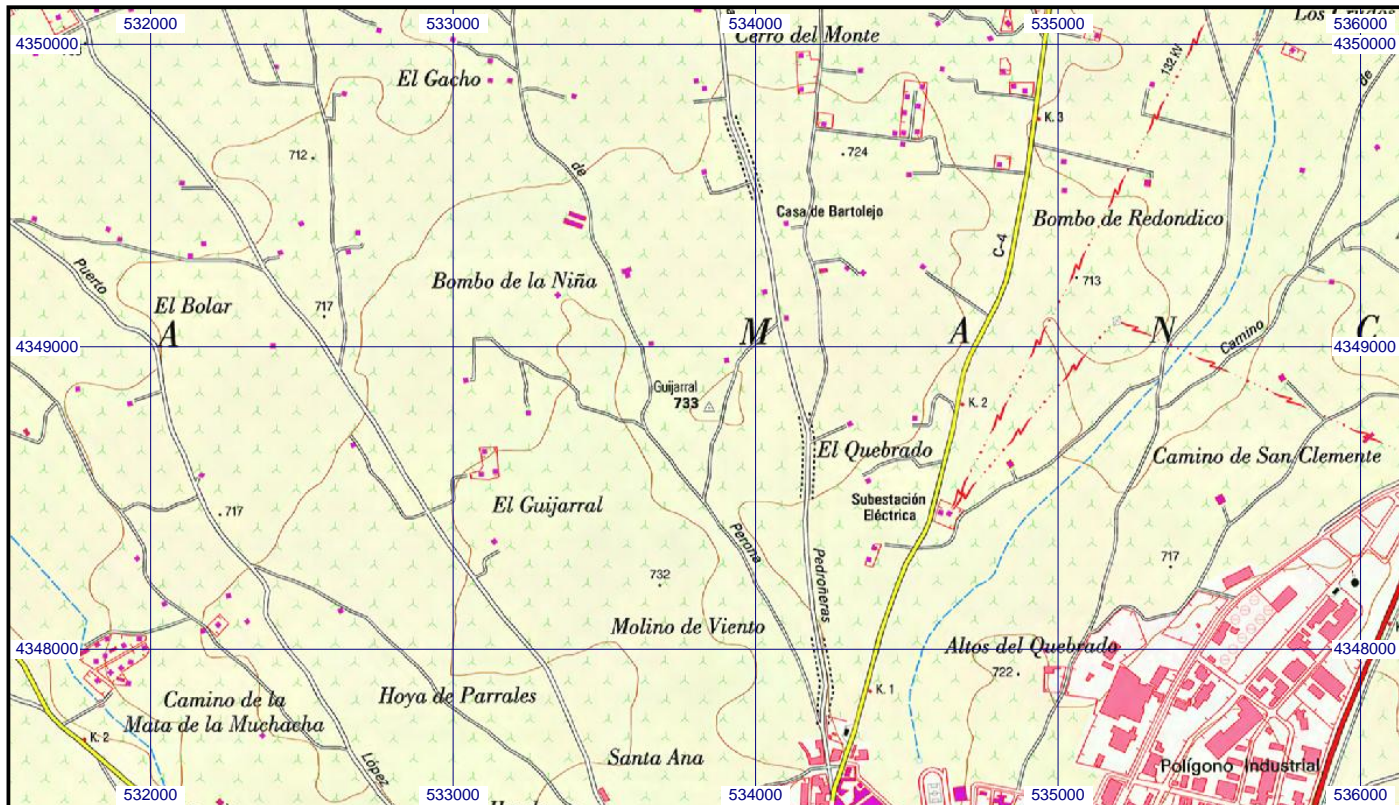 532000 533000 534000 535000 536000
4350000 4350000
Cerro del Monte
132 kV
de
El Gacho
K. 3
712
724
de
Casa de Bartolejo
Bombo de Redondico
C-4
Puerto
Bombo de la Niña
713
El Bolar
717
A M A N C
Camino
4349000 4349000
Guijarral
733
K. 2
El Quebrado
Camino de San Clemente
Subestación
Eléctrica
El Guijarral
717
Perona
Pedroñeras
717
732
Molino de Viento
Altos del Quebrado
4348000 4348000
722
K. 1
Hoya de Parrales
Camino de la
Mata de la Muchacha
K. 2
López
Santa Ana
Polígono Industrial
532000 533000 534000 535000 536000